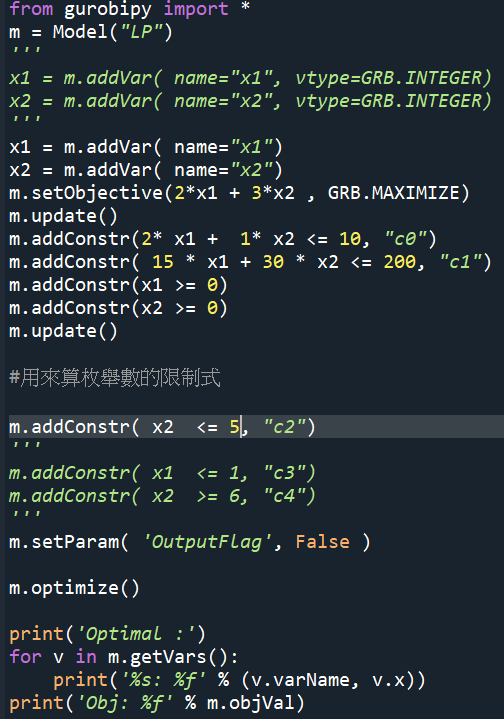 from gurobipy import *
m = Model("LP")
'''
x1 = m.addVar( name="x1", vtype=GRB.INTEGER)
x2 = m.addVar( name="x2", vtype=GRB.INTEGER)
'''
x1 = m.addVar( name="x1")
x2 = m.addVar( name="x2")
m.setObjective(2*x1 + 3*x2 , GRB.MAXIMIZE)
m.update()
m.addConstr(2* x1 +  1* x2 <= 10, "c0")
m.addConstr( 15 * x1 + 30 * x2 <= 200, "c1")
m.addConstr(x1 >= 0)
m.addConstr(x2 >= 0)
m.update()
#用來算枚舉數的限制式
m.addConstr( x2  <= 5, "c2")
'''
m.addConstr( x1  <= 1, "c3")
m.addConstr( x2  >= 6, "c4")
'''
m.setParam( 'OutputFlag', False )
m.optimize()
print('Optimal :')
for v in m.getVars():
    print('%s: %f' % (v.varName, v.x))
print('Obj: %f' % m.objVal)